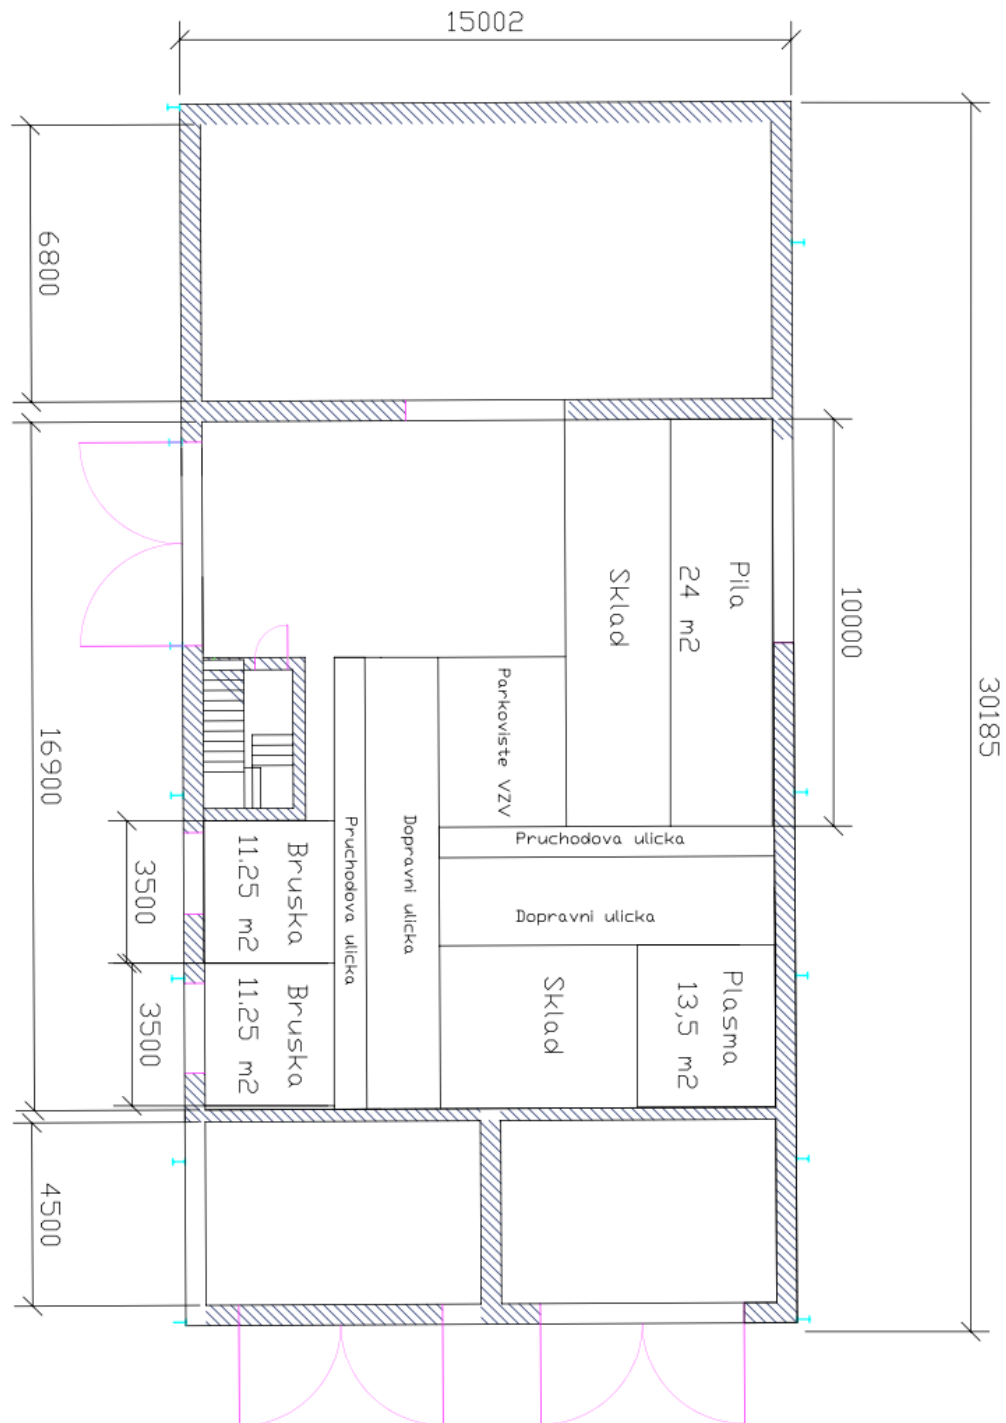 15002
6800
30185
10000
Pila
24 m2
Sklad
Parkoviste VZV
16900
Pruchodova ulicka
Dopravni ulicka
Pruchodova ulicka
Dopravni ulicka
Bruska
11.25 m2
3500
Bruska
11.25 m2
3500
Sklad
Plasma
13,5 m2
4500